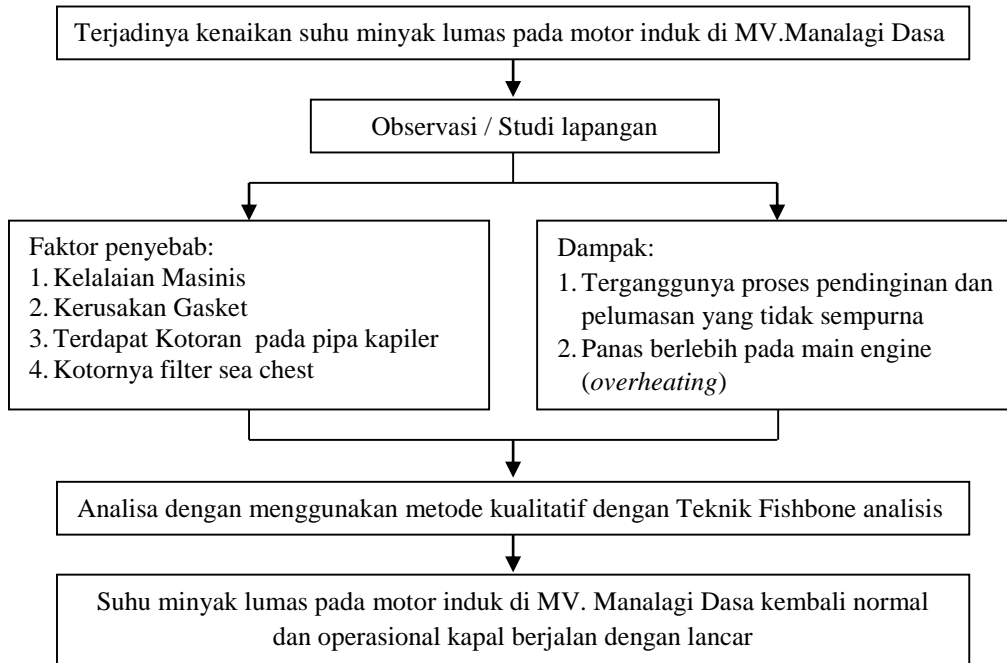 Terjadinya kenaikan suhu minyak lumas pada motor induk di MV.Manalagi Dasa
Observasi / Studi lapangan
Faktor penyebab:
1. Kelalaian Masinis
2. Kerusakan Gasket
3. Terdapat Kotoran pada pipa kapiler
4. Kotornya filter sea chest
Dampak:
1. Terganggunya proses pendinginan dan
pelumasan yang tidak sempurna
2. Panas berlebih pada main engine
(overheating)
Analisa dengan menggunakan metode kualitatif dengan Teknik Fishbone analisis
Suhu minyak lumas pada motor induk di MV. Manalagi Dasa kembali normal
dan operasional kapal berjalan dengan lancar